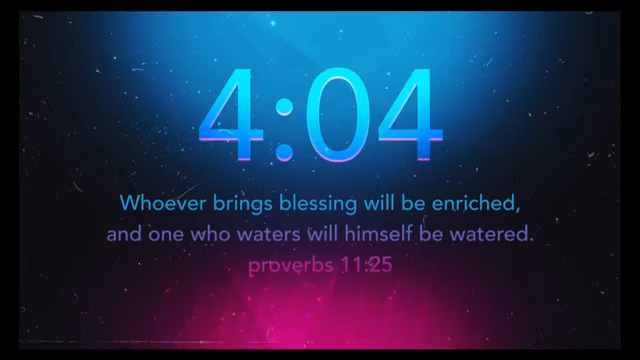 4:04
Whoever brings blessing will be enriched,
and one who waters will himself be watered.
proverbs 11:25